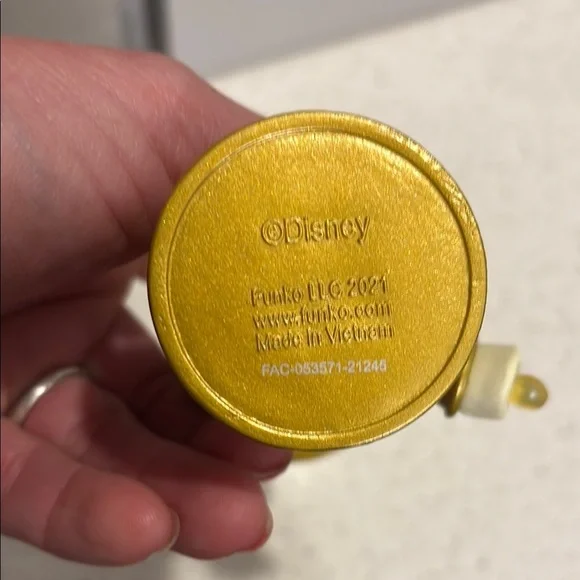 ©Disney
Funko LLC 2021
www.funko.com
Made in Vietnam
FAC-053571-21245